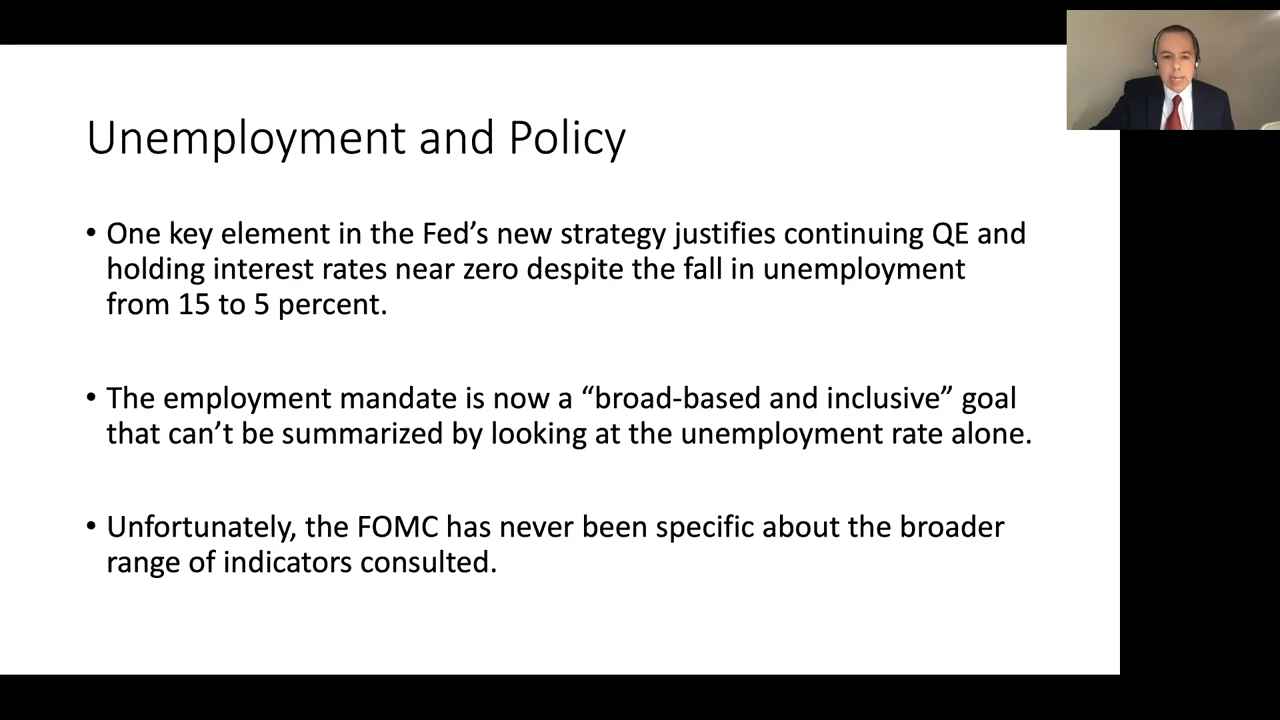 Unemployment and Policy
• One key element in the Fed’s new strategy justifies continuing QE and
holding interest rates near zero despite the fall in unemployment
from 15 to 5 percent.
• The employment mandate is now a “broad-based and inclusive” goal
that can’t be summarized by looking at the unemployment rate alone.
• Unfortunately, the FOMC has never been specific about the broader
range of indicators consulted.